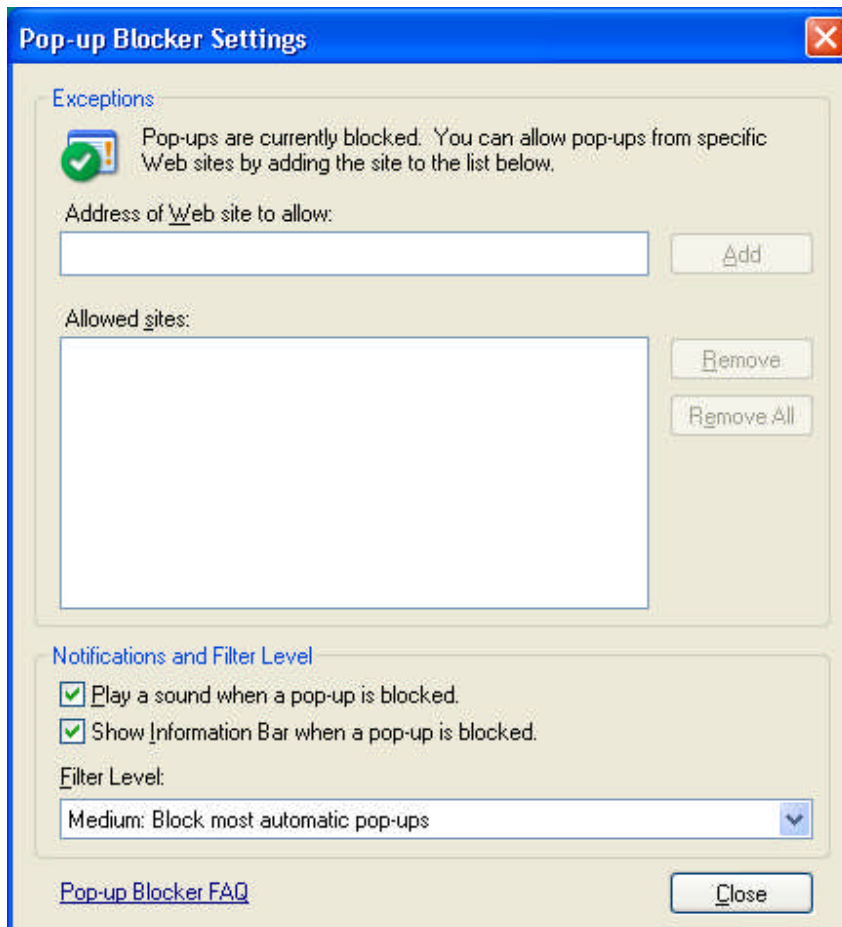 Pop-up Blocker Settings
Exceptions
Pop-ups are currently blocked. You can allow pop-ups from specific
Web sites by adding the site to the list below.
Address of Web site to allow:
Add
Allowed sites:
Remove
Remove All
Notifications and Filter Level
Play a sound when a pop-up is blocked.
Show Information Bar when a pop-up is blocked.
Filter Level:
Medium: Block most automatic pop-ups
Pop-up Blocker FAQ
Close